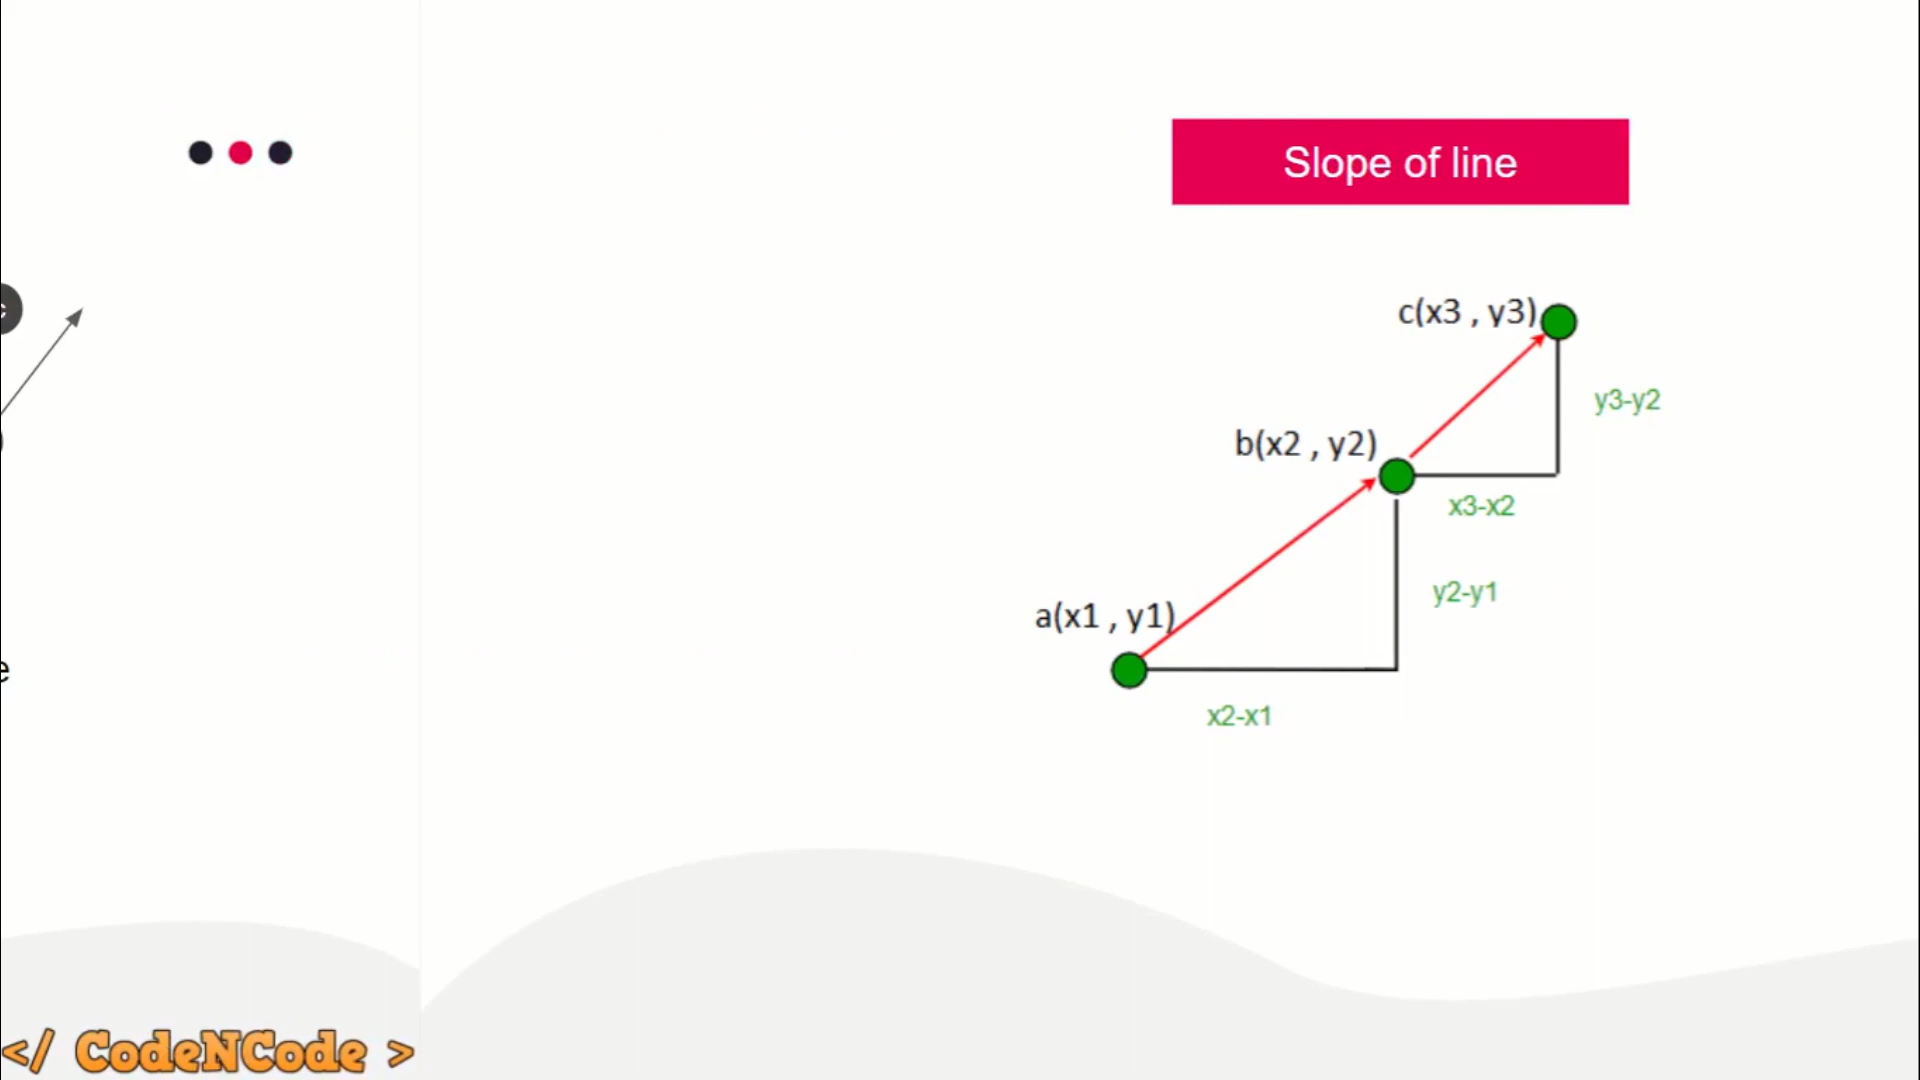 Slope of line
c(x3 , y3)
y3-y2
b(x2 , y2)
x3-x2
y2-y1
a(x1 , y1)
x2-x1
e
</ CodeNCode >